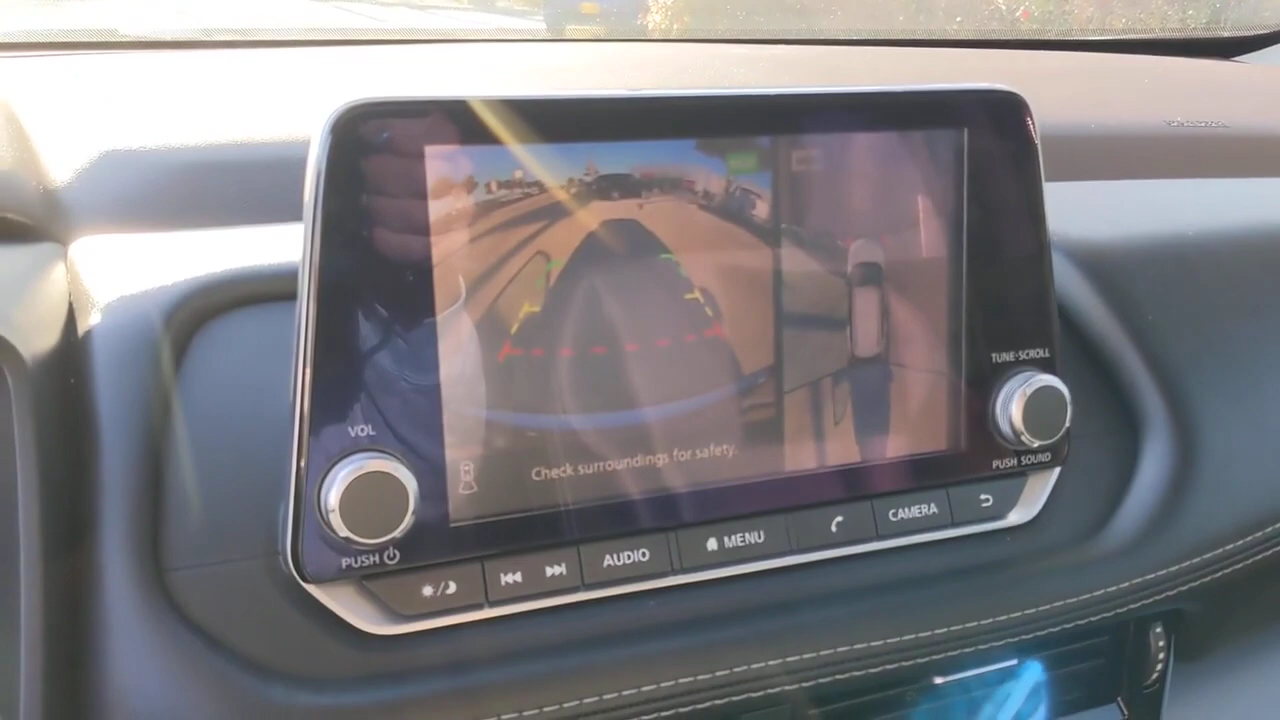 TUNE·SCROLL
VOL
Check surroundings for safety.
PUSH SOUND
PUSH
AUDIO
MENU
CAMERA